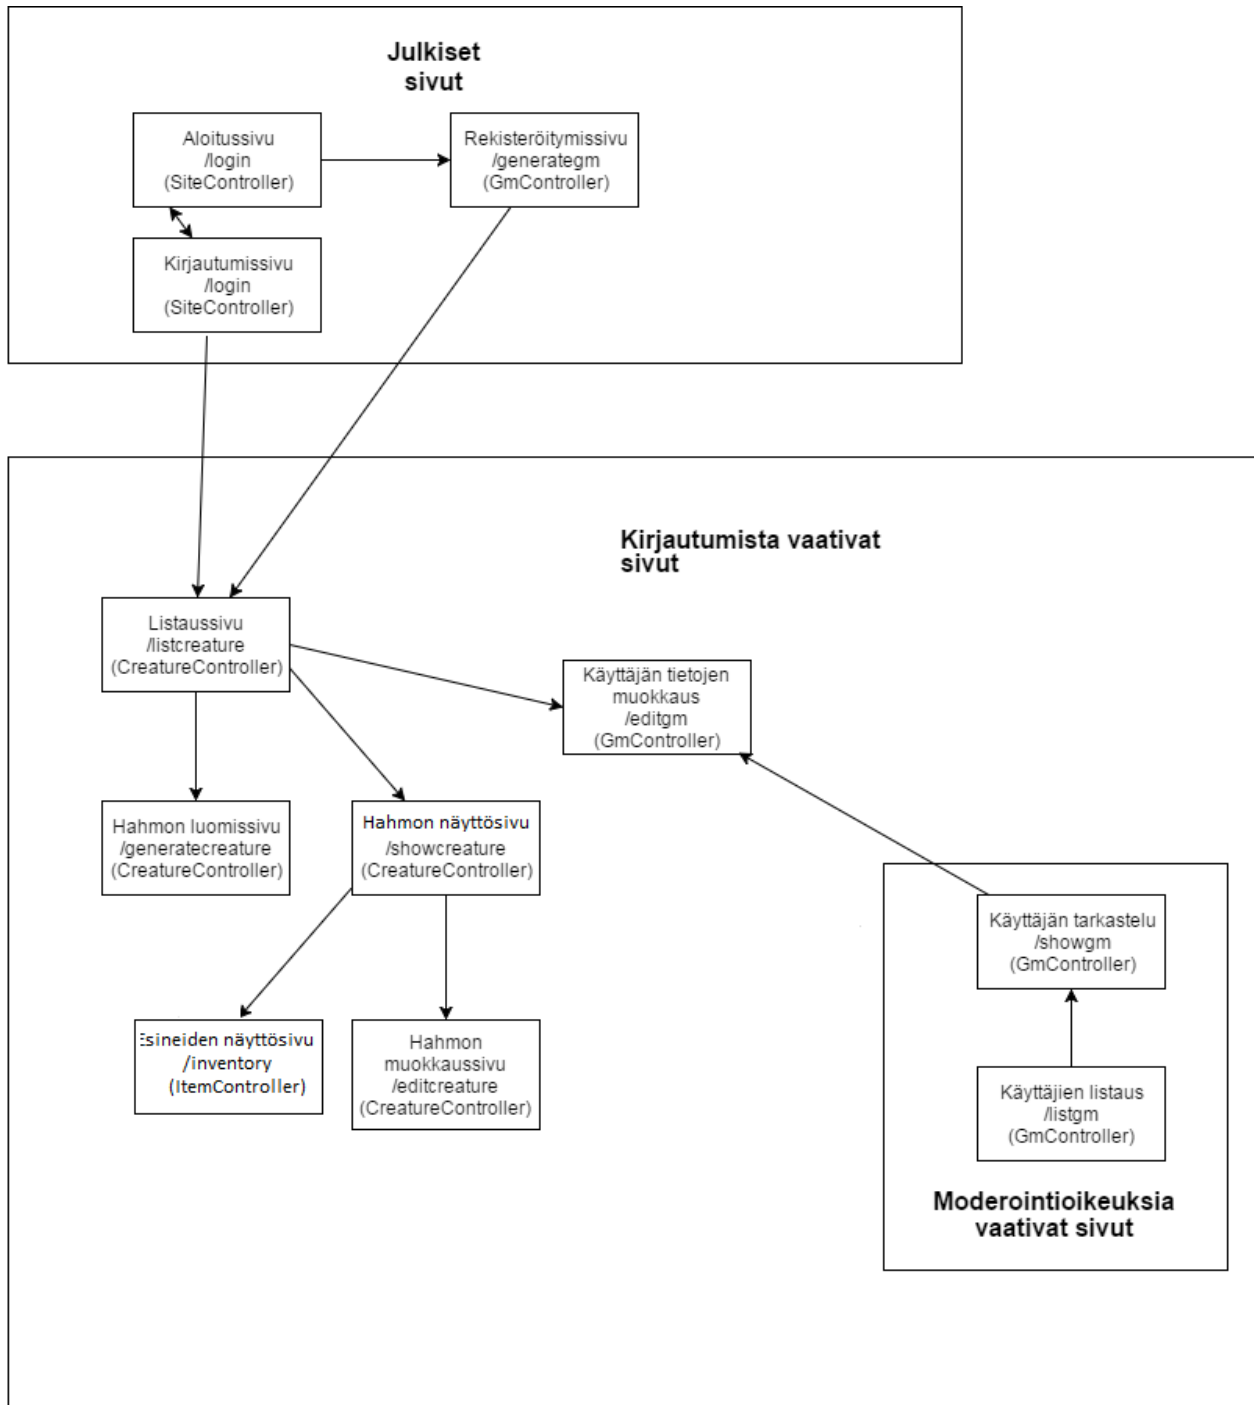 Julkiset
sivut
Aloitussivu
/login
(SiteController)
Rekisteröitymissivu
/generategm
(GmController)
Kirjautumissivu
/login
(SiteController)
Kirjautumista vaativat
sivut
Listaussivu
/listcreature
(CreatureController)
Käyttäjän tietojen
muokkaus
/editgm
(GmController)
Hahmon luomissivu
/generatecreature
(CreatureController)
Hahmon näyttösivu
/showcreature
(CreatureController)
Käyttäjän tarkastelu
/showgm
(GmController)
Esineiden näyttösivu
/inventory
(ItemController)
Hahmon
muokkaussivu
/editcreature
(CreatureController)
Käyttäjien listaus
/listgm
(GmController)
Moderointioikeuksia
vaativat sivut